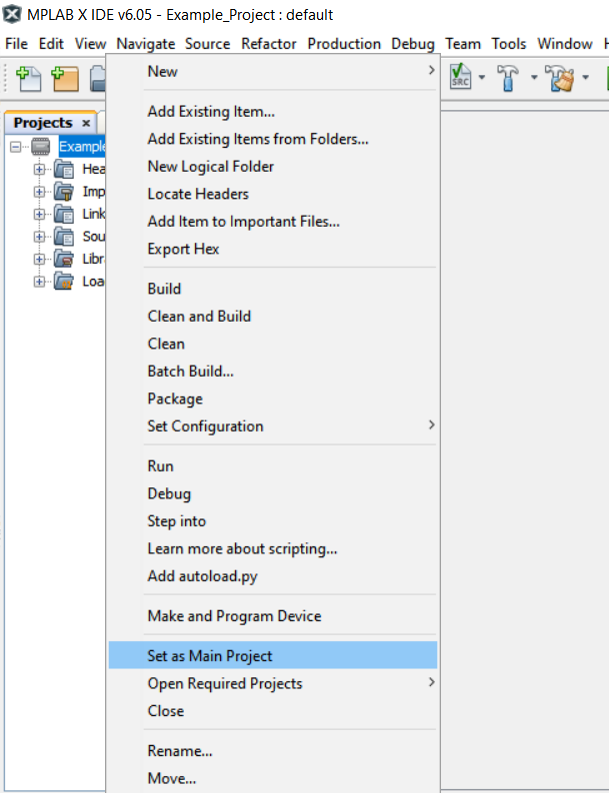 MPLAB X IDE v6.05 - Example_Project : default
File Edit View Navigate Source Refactor Production Debug Team Tools Window H
SRC
Projects ×
Example
Hea
Imp
Link
Sou
Libr
Loa
New
Add Existing Item...
Add Existing Items from Folders...
New Logical Folder
Locate Headers
Add Item to Important Files...
Export Hex
Build
Clean and Build
Clean
Batch Build...
Package
Set Configuration
Run
Debug
Step into
Learn more about scripting...
Add autoload.py
Make and Program Device
Set as Main Project
Open Required Projects
Close
Rename...
Move...